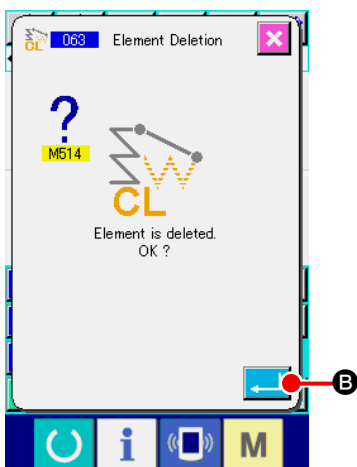 063 Element Deletion
?
M514
CL
Element is deleted.
OK ?
B
i
M